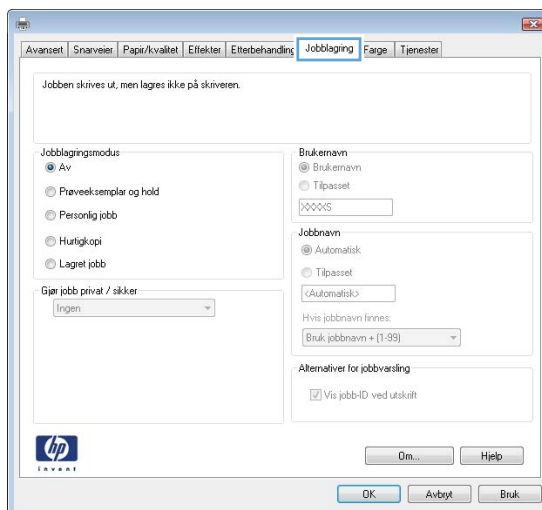 Avansert Snarveier Papir/kvalitet Effekter Etterbehandling Jobblagring Farge Tjenester
Jobben skrives ut, men lagres ikke på skriveren.
Jobblagringsmodus
Av
Prøveeksemplar og hold
Personlig jobb
Hurtigkopi
Lagret jobb
Gjør jobb privat / sikker
Ingen
Brukernavn
Brukernavn
Tilpasset
XXXXS
Jobbnavn
Automatisk
Tilpasset
<Automatisk>
Hvis jobbnavn finnes:
Bruk jobbnavn + (1-99)
Alternativer for jobbvarsling
Vis jobb-ID ved utskrift
hp
invent
Om... Hjelp
OK Avbryt Bruk